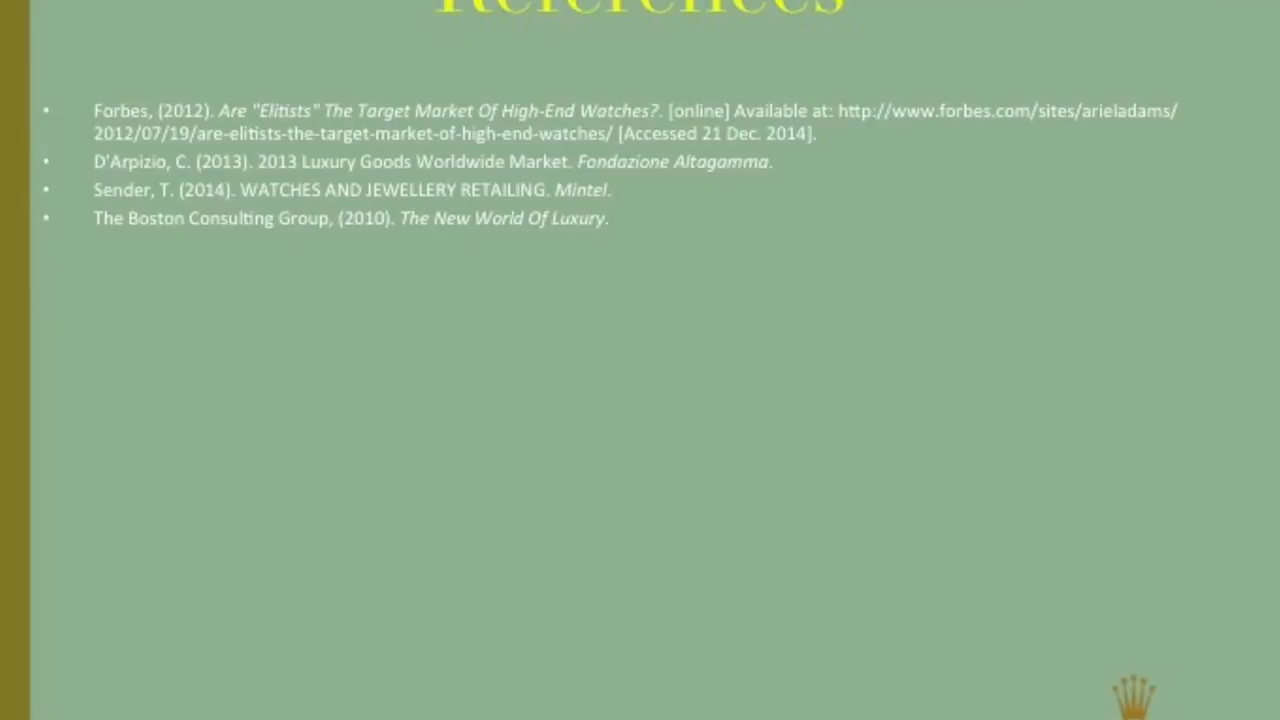 References
• Forbes, (2012). Are "Elitists" The Target Market Of High-End Watches?. [online] Available at: http://www.forbes.com/sites/arieladams/
2012/07/19/are-elitists-the-target-market-of-high-end-watches/ [Accessed 21 Dec. 2014].
• D'Arpizio, C. (2013). 2013 Luxury Goods Worldwide Market. Fondazione Altagamma.
• Sender, T. (2014). WATCHES AND JEWELLERY RETAILING. Mintel.
• The Boston Consulting Group, (2010). The New World Of Luxury.